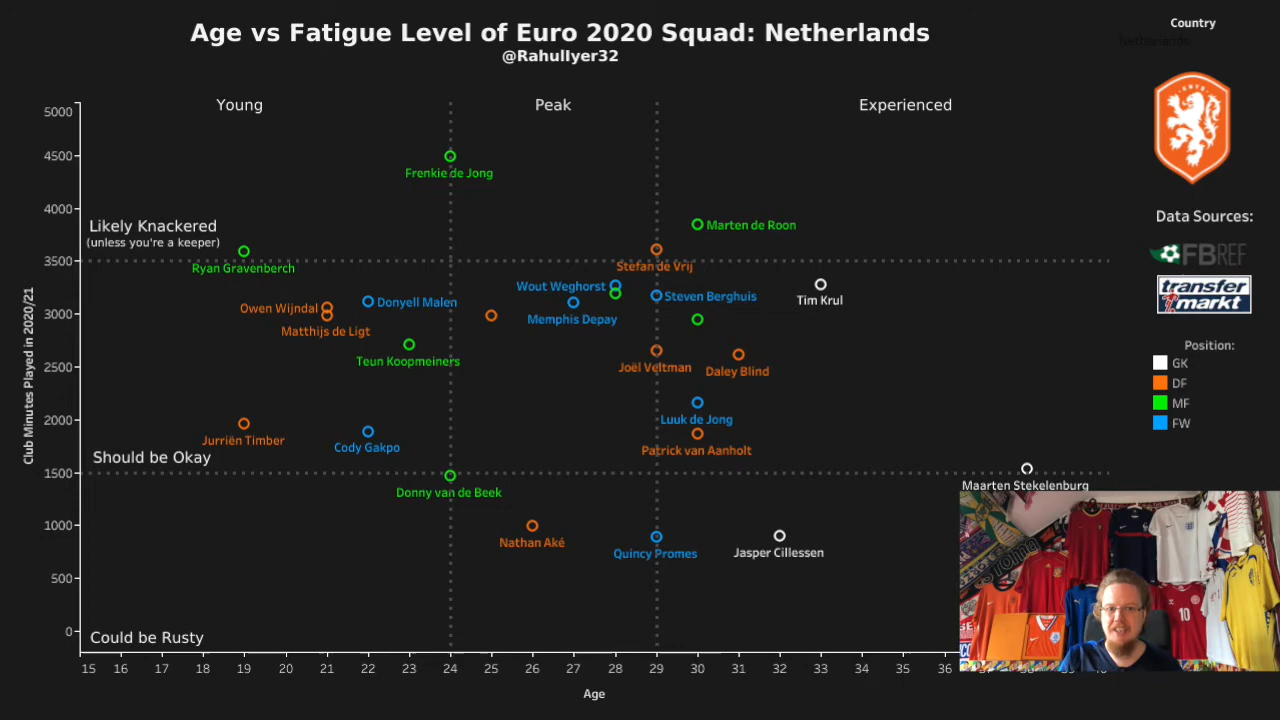 Age vs Fatigue Level of Euro 2020 Squad: Netherlands
@RahulIyer32
Country
Netherlands
Young
Peak
Experienced
5000
4500
Frenkie de Jong
4000
Likely Knackered
(unless you're a keeper)
Marten de Roon
Data Sources:
FBREF
transfer
markt
3500
Ryan Gravenberch
Stefan de Vrij
Wout Weghorst
Steven Berghuis
Tim Krul
Owen Wijndal
Donyell Malen
3000
Memphis Depay
Matthijs de Ligt
Teun Koopmeiners
Joël Veltman
Daley Blind
Position:
GK
DF
MF
FW
2500
2000
Luuk de Jong
Jurriën Timber
Cody Gakpo
Patrick van Aanholt
Should be Okay
1500
Maarten Stekelenburg
Donny van de Beek
1000
Nathan Aké
Quincy Promes
Jasper Cillessen
500
0
Could be Rusty
Club Minutes Played in 2020/21
15 16 17 18 19 20 21 22 23 24 25 26 27 28 29 30 31 32 33 34 35 36
Age
10